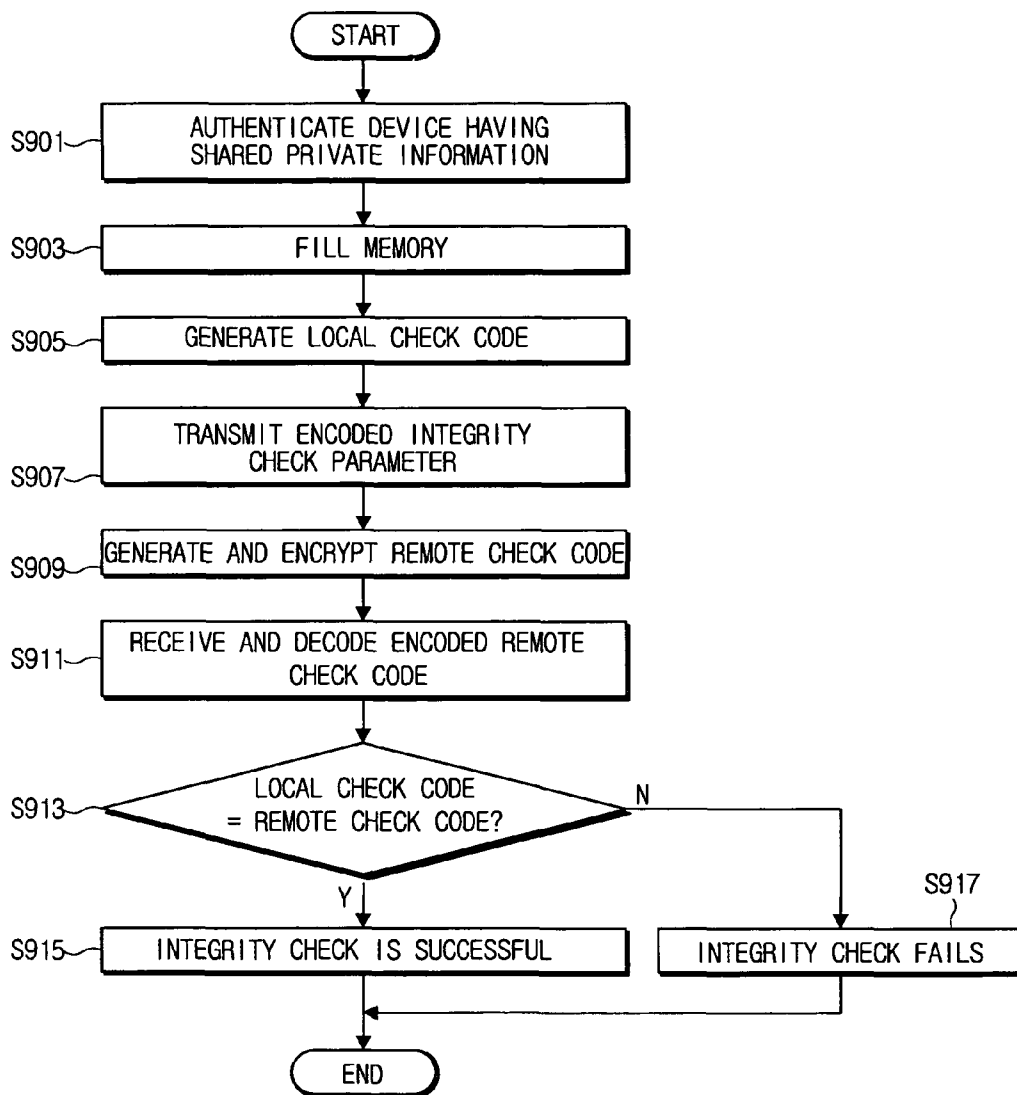 START
S901
AUTHENTICATE DEVICE HAVING
SHARED PRIVATE INFORMATION
S903
FILL MEMORY
S905
GENERATE LOCAL CHECK CODE
S907
TRANSMIT ENCODED INTEGRITY
CHECK PARAMETER
S909
GENERATE AND ENCRYPT REMOTE CHECK CODE
S911
RECEIVE AND DECODE ENCODED REMOTE
CHECK CODE
S913
LOCAL CHECK CODE
= REMOTE CHECK CODE?
N
Y
S917
S915
INTEGRITY CHECK IS SUCCESSFUL
INTEGRITY CHECK FAILS
END